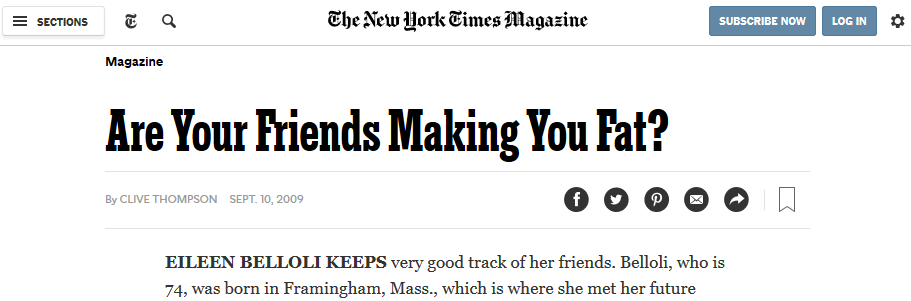 SECTIONS
The New York Times Magazine
SUBSCRIBE NOW
LOG IN
Magazine
Are Your Friends Making You Fat?
By CLIVE THOMPSON SEPT. 10, 2009
EILEEN BELLOLI KEEPS very good track of her friends. Belloli, who is
74, was born in Framingham, Mass., which is where she met her future